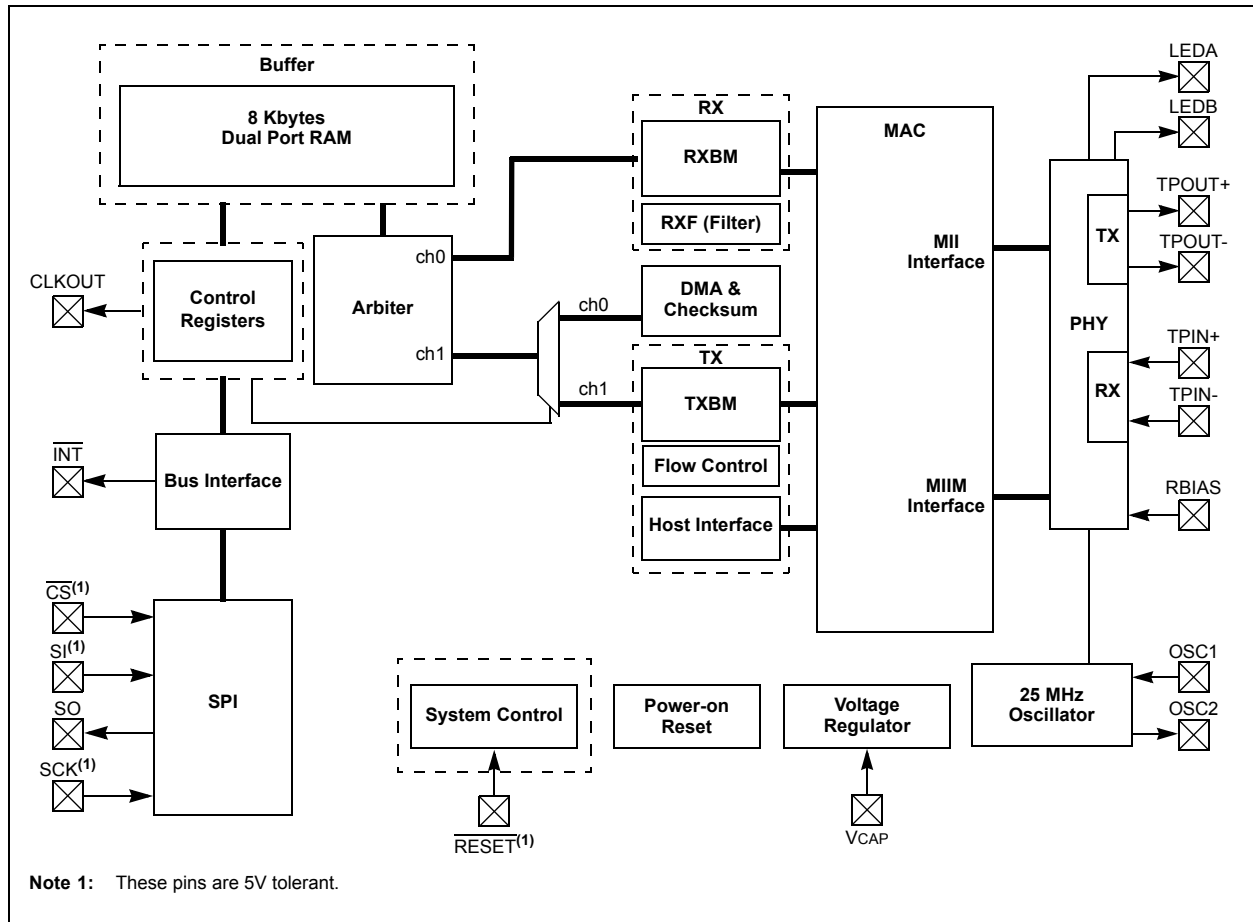 Buffer
8 Kbytes
Dual Port RAM
CLKOUT
Control
Registers
Arbiter
ch0
ch1
ch0
ch1
INT
Bus Interface
CS(1)
SI(1)
SO
SCK(1)
SPI
RX
RXBM
RXF (Filter)
DMA &
Checksum
TX
TXBM
Flow Control
Host Interface
MAC
MII
Interface
MIIM
Interface
PHY
TX
RX
LEDA
LEDB
TPOUT+
TPOUT-
TPIN+
TPIN-
RBIAS
System Control
RESET(1)
Power-on
Reset
Voltage
Regulator
VCAP
25 MHz
Oscillator
OSC1
OSC2
Note 1: These pins are 5V tolerant.